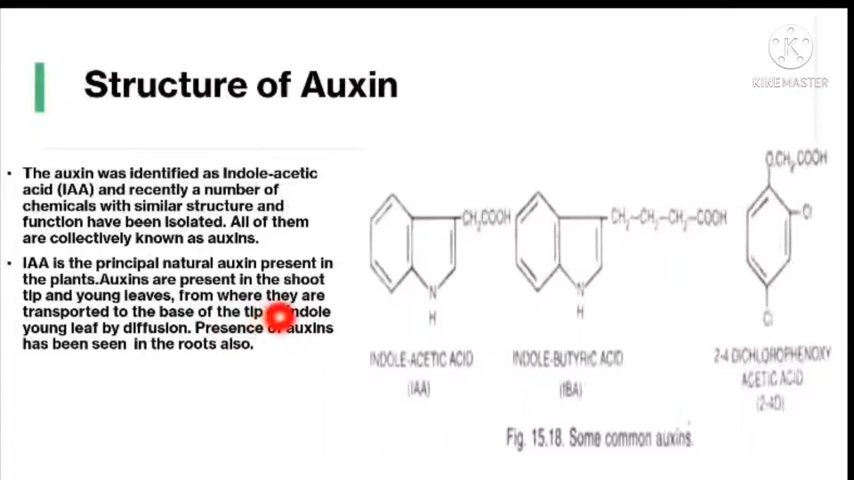 K
KINEMASTER
Structure of Auxin
• The auxin was identified as Indole-acetic
acid (IAA) and recently a number of
chemicals with similar structure and
function have been isolated. All of them
are collectively known as auxins.
• IAA is the principal natural auxin present in
the plants.Auxins are present in the shoot
tip and young leaves, from where they are
transported to the base of the tip
young leaf by diffusion. Presence auxins
has been seen in the roots also.
CH₂COOH
N
H
INDOLE-ACETIC ACID
(IAA)
CH₂-CH₂-CH₂-COOH
N
H
INDOLE-BUTYRIC ACID
(IBA)
O.CH₂COOH
Cl
Cl
2-4 DICHLOROPHENOXY
ACETIC ACID
(2-4D)
Fig. 15.18. Some common auxins.